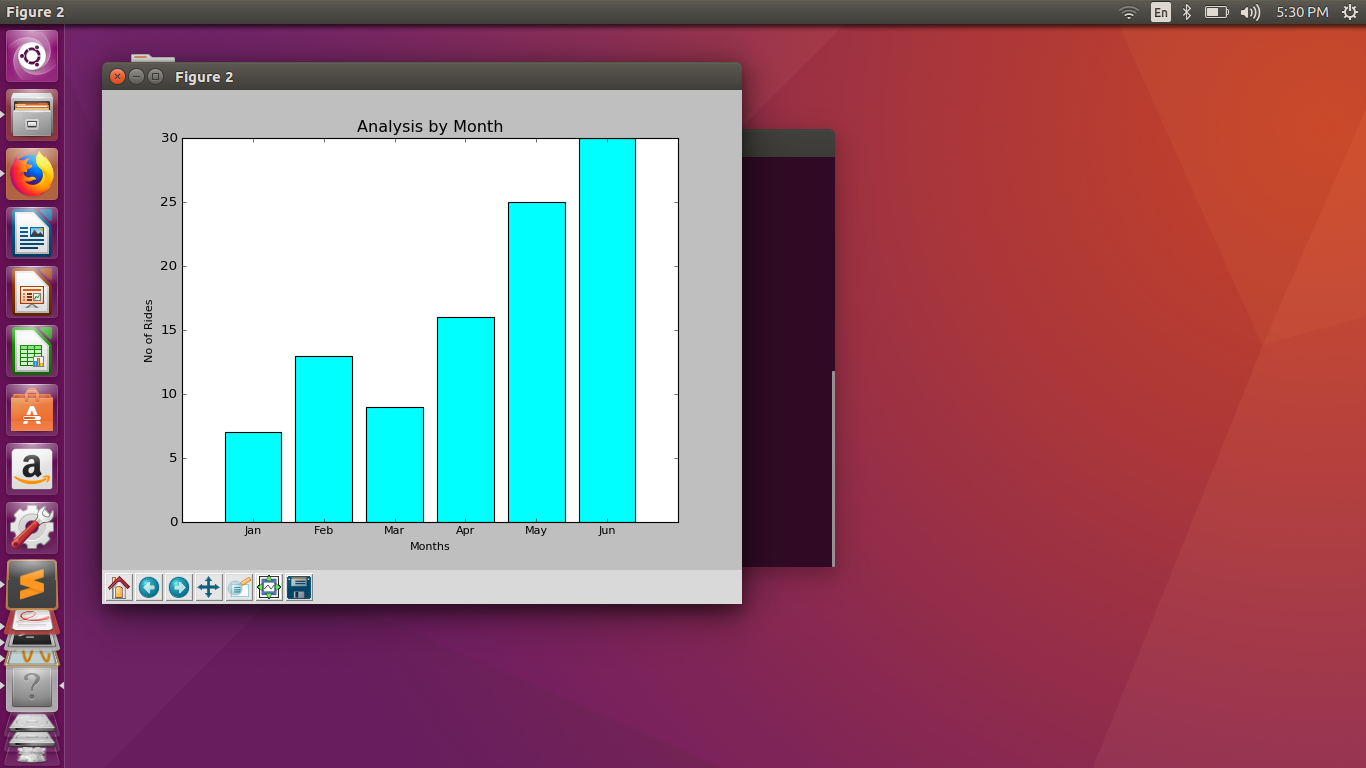 Figure 2
En
5:30 PM
Figure 2
Analysis by Month
30
25
20
15
10
5
0
No of Rides
Jan Feb Mar Apr May Jun
Months